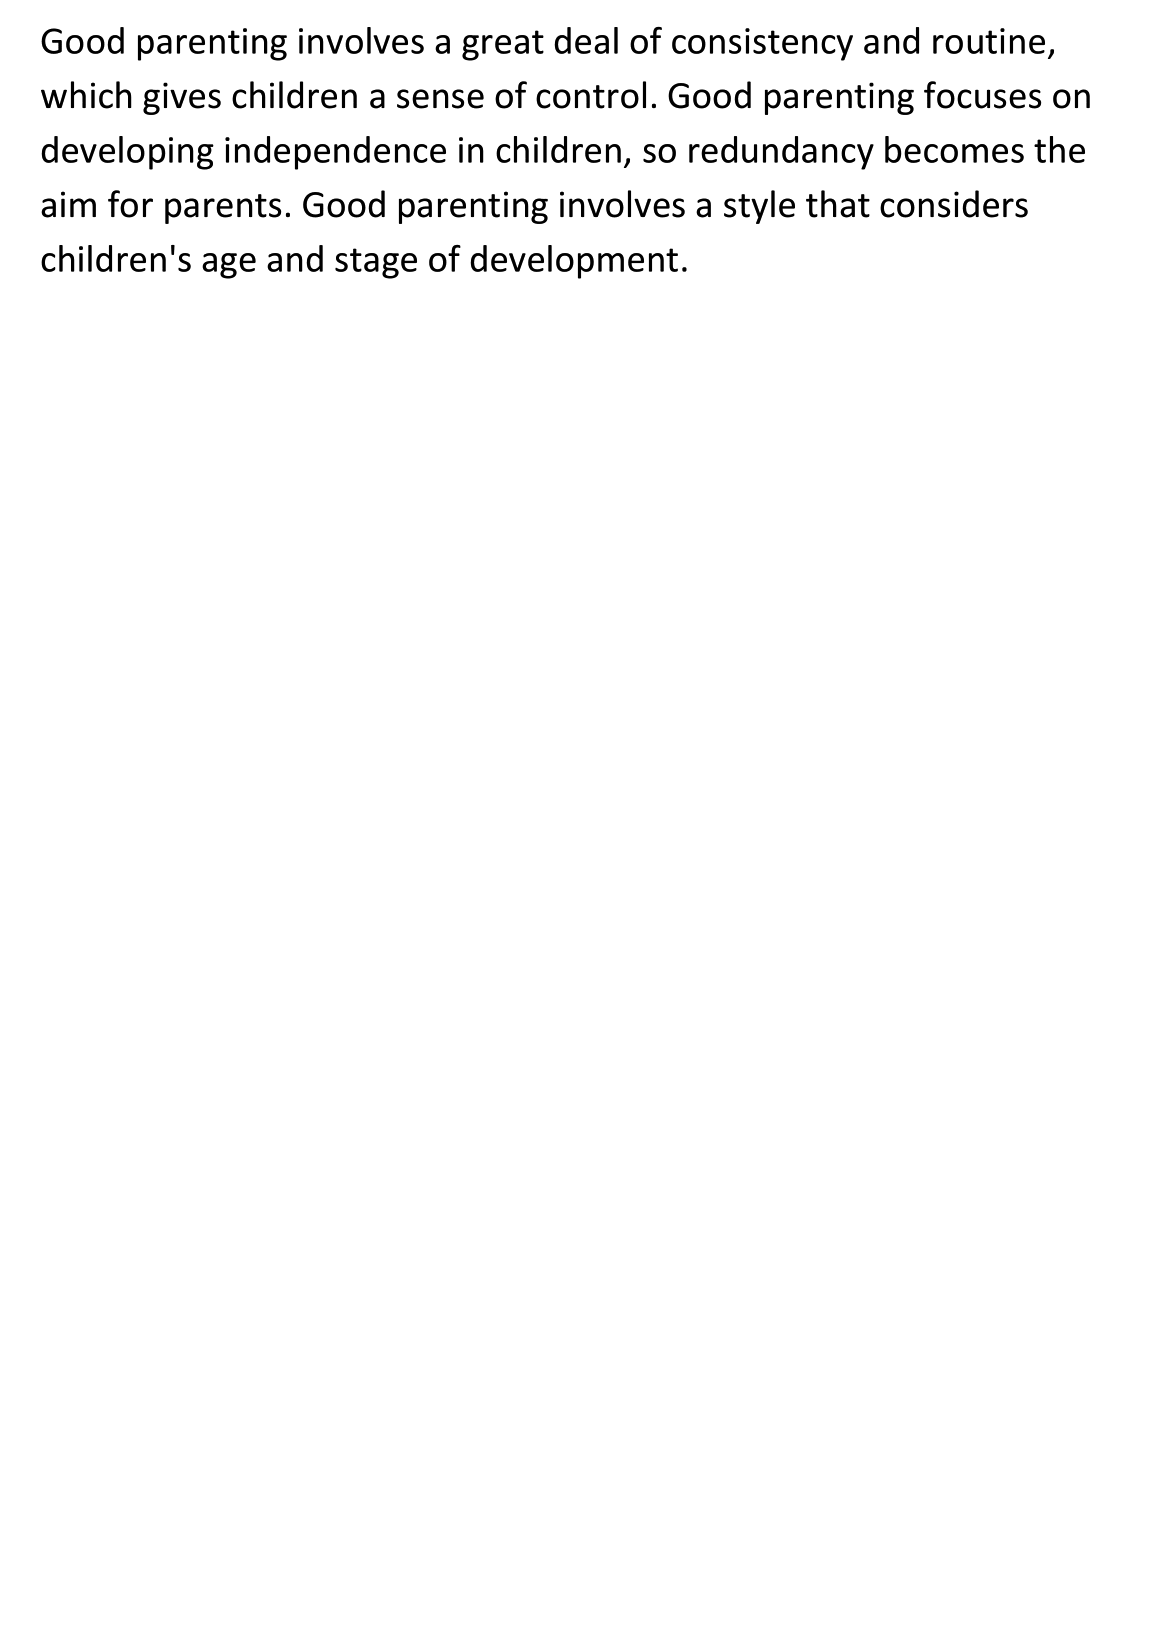 Good parenting involves a great deal of consistency and routine,
which gives children a sense of control. Good parenting focuses on
developing independence in children, so redundancy becomes the
aim for parents. Good parenting involves a style that considers
children's age and stage of development.